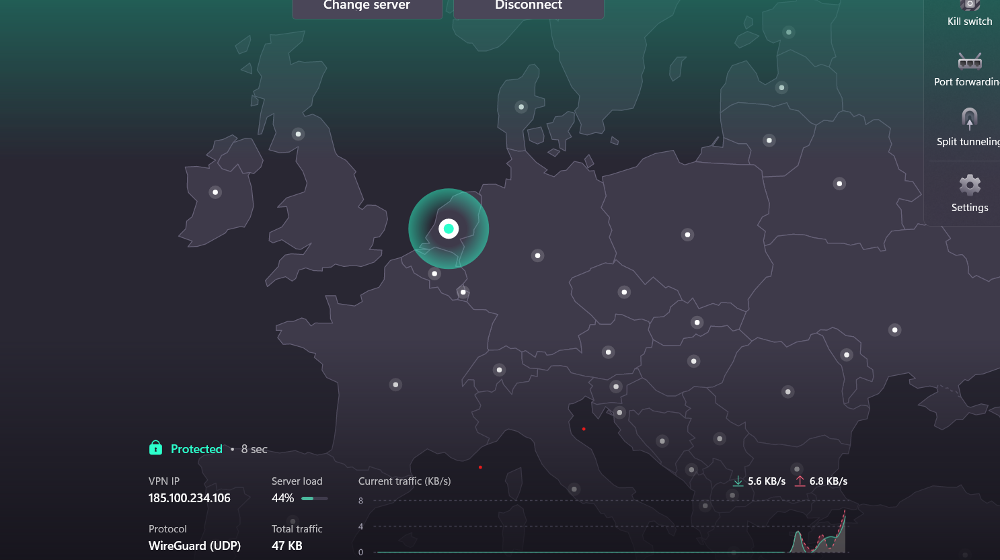 Change server
Disconnect
Kill switch
Port forwardin
Split tunneling
Settings
Protected • 8 sec
VPN IP
185.100.234.106
Server load
44%
Protocol
WireGuard (UDP)
Total traffic
47 KB
Current traffic (KB/s)
5.6 KB/s
6.8 KB/s
8
4
0